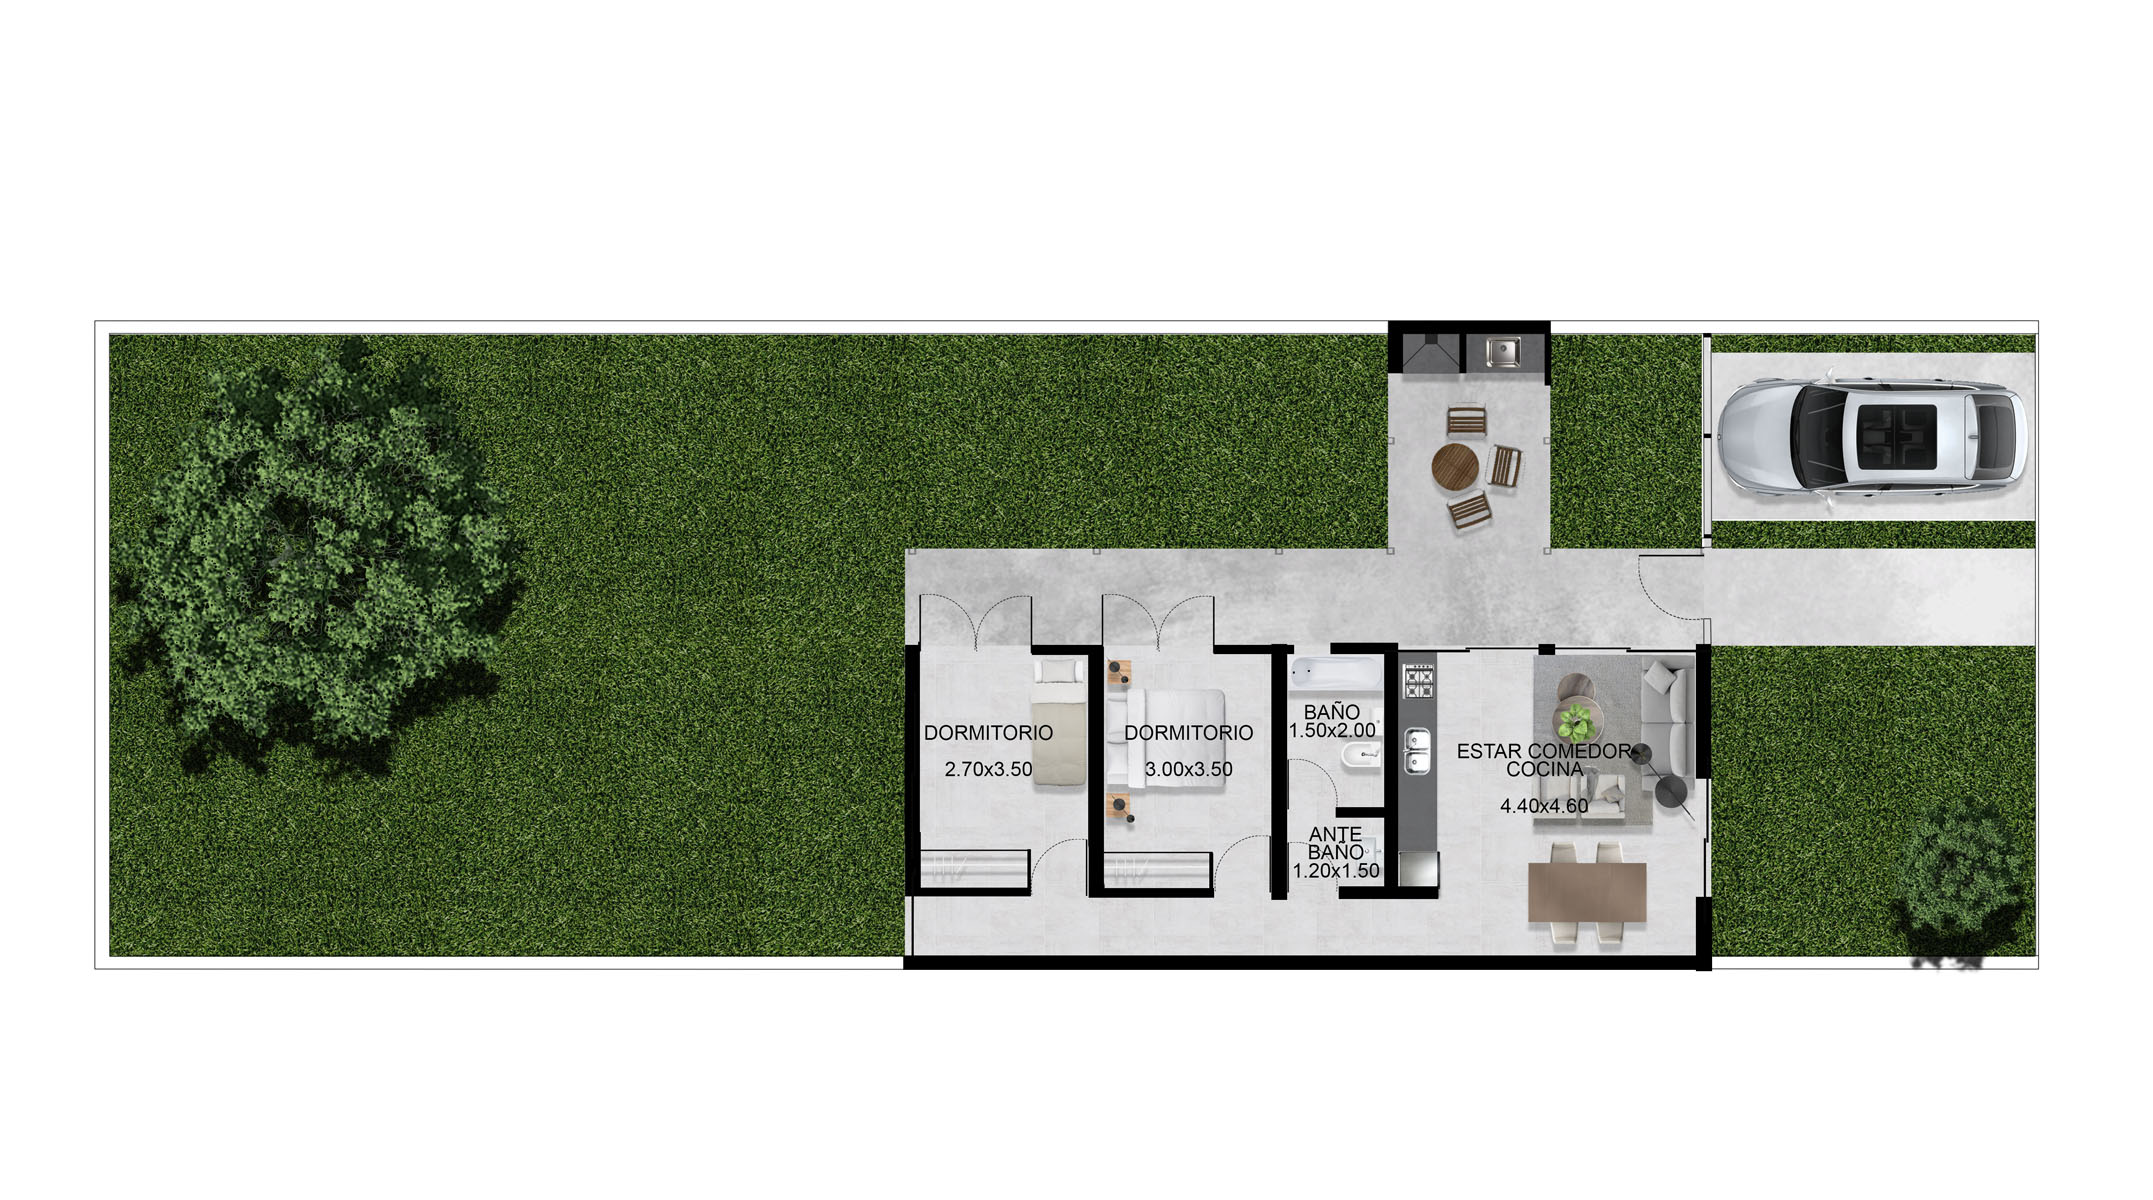 DORMITORIO
2.70x3.50
DORMITORIO
3.00x3.50
BAÑO
1.50x2.00
ANTE
BAÑO
1.20x1.50
ESTAR COMEDOR
COCINA
4.40x4.60